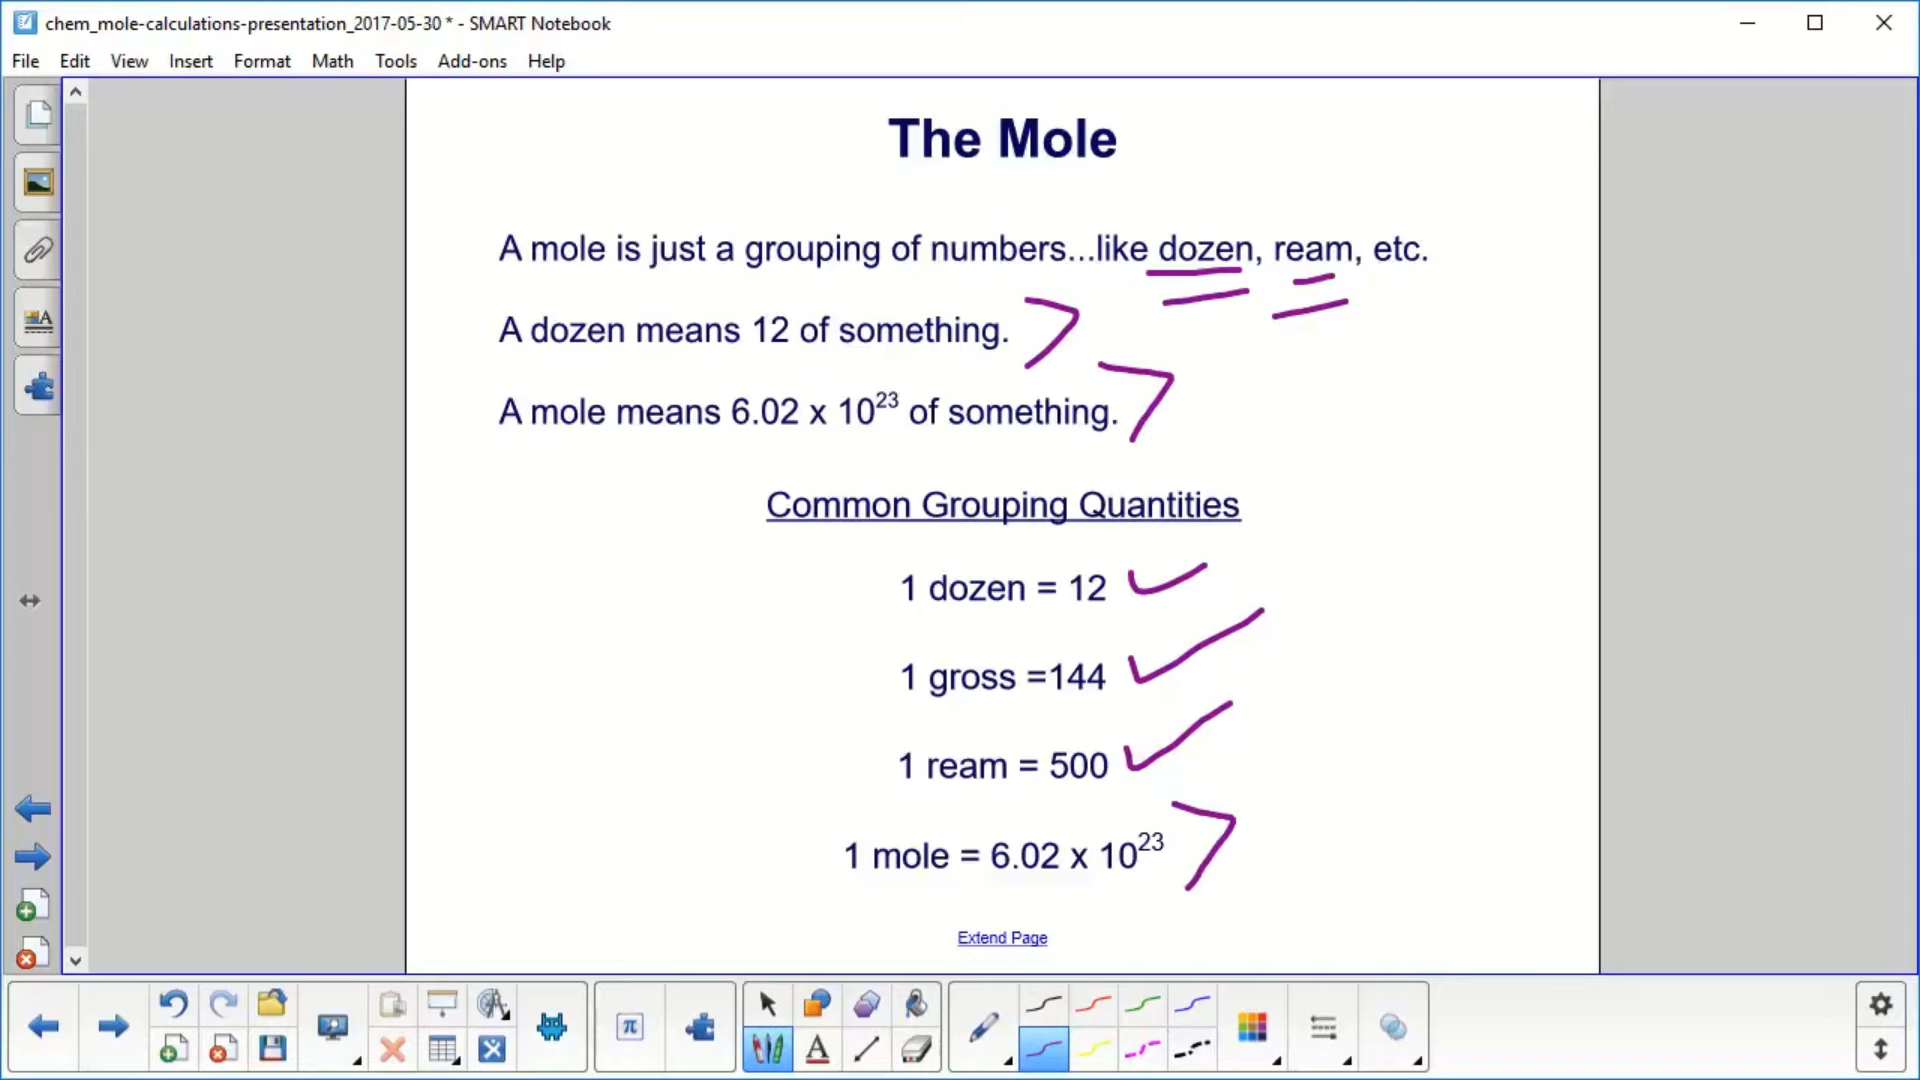 chem_mole-calculations-presentation_2017-05-30 * - SMART Notebook
File Edit View Insert Format Math Tools Add-ons Help
The Mole
A mole is just a grouping of numbers...like dozen, ream, etc.
A dozen means 12 of something.
A mole means 6.02 x 10²³ of something.
Common Grouping Quantities
1 dozen = 12
1 gross =144
1 ream = 500
1 mole = 6.02 x 10²³
Extend Page
π
A